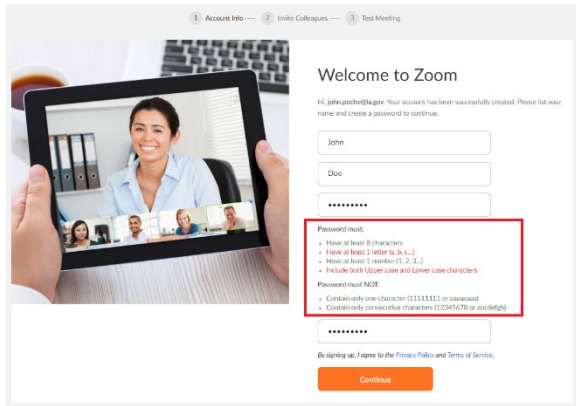 1 Account Info ---- 2 Invite Colleagues ---- 3 Test Meeting
Welcome to Zoom
Hi, john.poche@la.gov. Your account has been successfully created. Please list your
name and create a password to continue.
John
Doe
•••••••••
Password must:
• Have at least 8 characters
• Have at least 1 letter (a, b, c...)
• Have at least 1 number (1, 2, 3...)
• Include both Upper case and Lower case characters
Password must NOT:
• Contain only one character (11111111 or aaaaaaaa)
• Contain only consecutive characters (12345678 or abcdefgh)
•••••••••
By signing up, I agree to the Privacy Policy and Terms of Service.
Continue